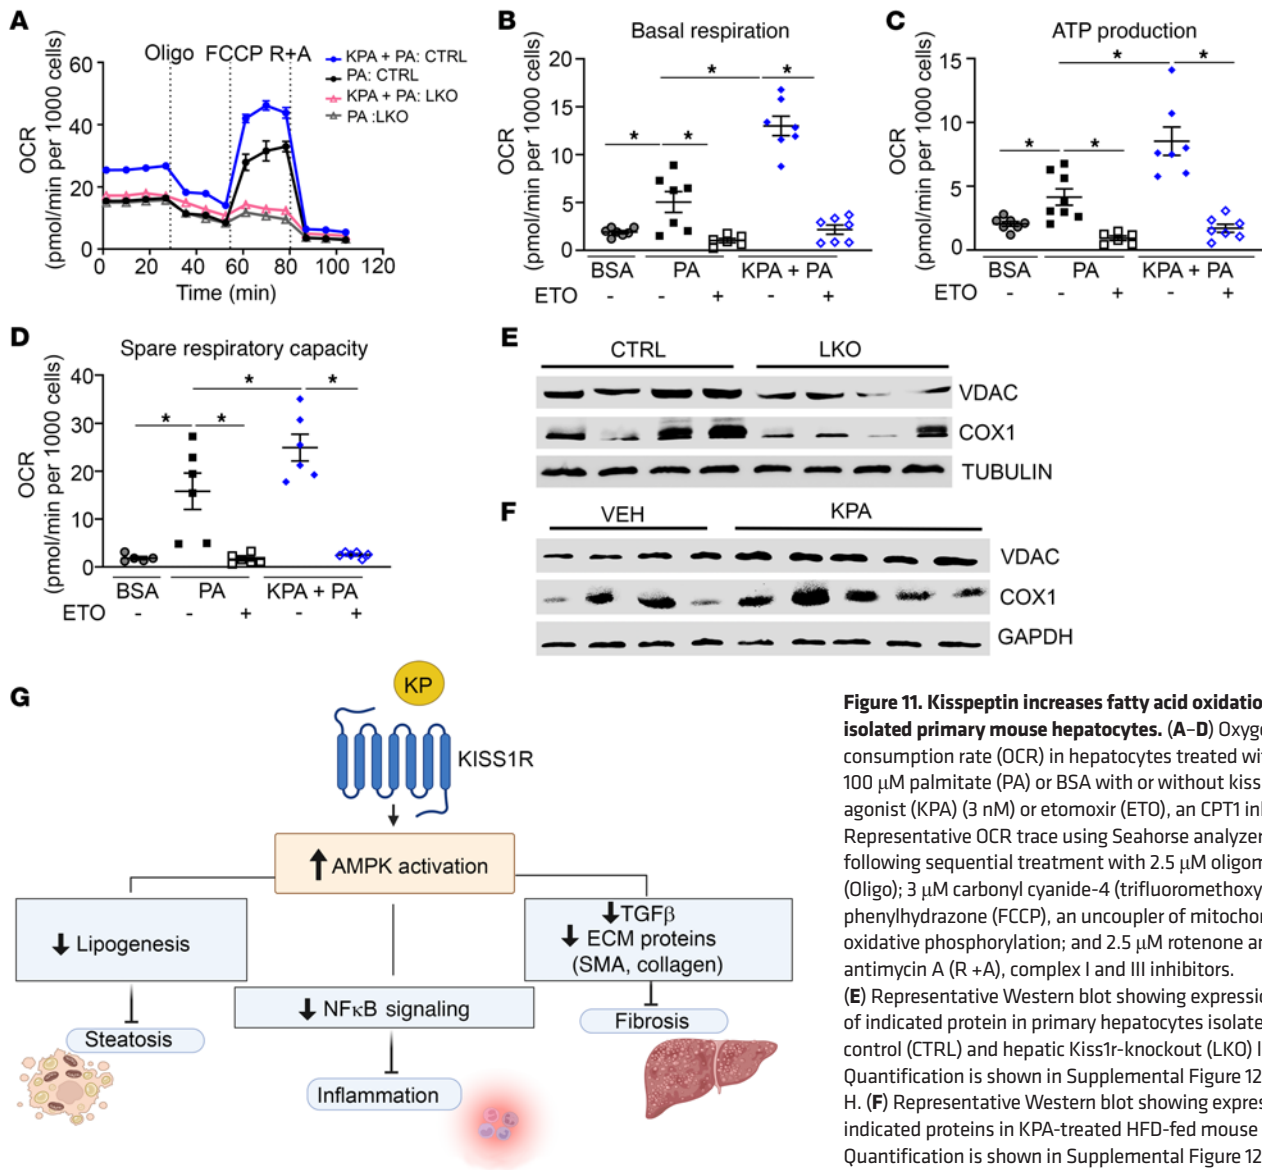 A
Oligo FCCP R+A
OCR
(pmol/min per 1000 cells)
60
40
20
0
0 20 40 60 80 100 120
Time (min)
KPA + PA: CTRL
PA: CTRL
KPA + PA: LKO
PA :LKO
B
Basal respiration
OCR
(pmol/min per 1000 cells)
20
15
10
5
0
* * * *
BSA PA KPA + PA
ETO - - + - +
C
ATP production
OCR
(pmol/min per 1000 cells)
15
10
5
0
* * * *
BSA PA KPA + PA
ETO - - + - +
D
Spare respiratory capacity
OCR
(pmol/min per 1000 cells)
40
30
20
10
0
* * * *
BSA PA KPA + PA
ETO - - + - +
E
CTRL LKO
VDAC
COX1
TUBULIN
F
VEH KPA
VDAC
COX1
GAPDH
G
KP
KISS1R
AMPK activation
Lipogenesis
Steatosis
NFκB signaling
Inflammation
TGFβ
ECM proteins
(SMA, collagen)
Fibrosis
Figure 11. Kisspeptin increases fatty acid oxidation
isolated primary mouse hepatocytes. (A–D) Oxyge
consumption rate (OCR) in hepatocytes treated wi
100 μM palmitate (PA) or BSA with or without kiss
agonist (KPA) (3 nM) or etomoxir (ETO), an CPT1 inl
Representative OCR trace using Seahorse analyzer
following sequential treatment with 2.5 μM oligom
(Oligo); 3 μM carbonyl cyanide-4 (trifluoromethoxy
phenylhydrazone (FCCP), an uncoupler of mitochor
oxidative phosphorylation; and 2.5 μM rotenone ar
antimycin A (R +A), complex I and III inhibitors.
(E) Representative Western blot showing expressio
of indicated protein in primary hepatocytes isolate
control (CTRL) and hepatic Kiss1r-knockout (LKO) l
Quantification is shown in Supplemental Figure 12
H. (F) Representative Western blot showing expres
indicated proteins in KPA-treated HFD-fed mouse
Quantification is shown in Supplemental Figure 12